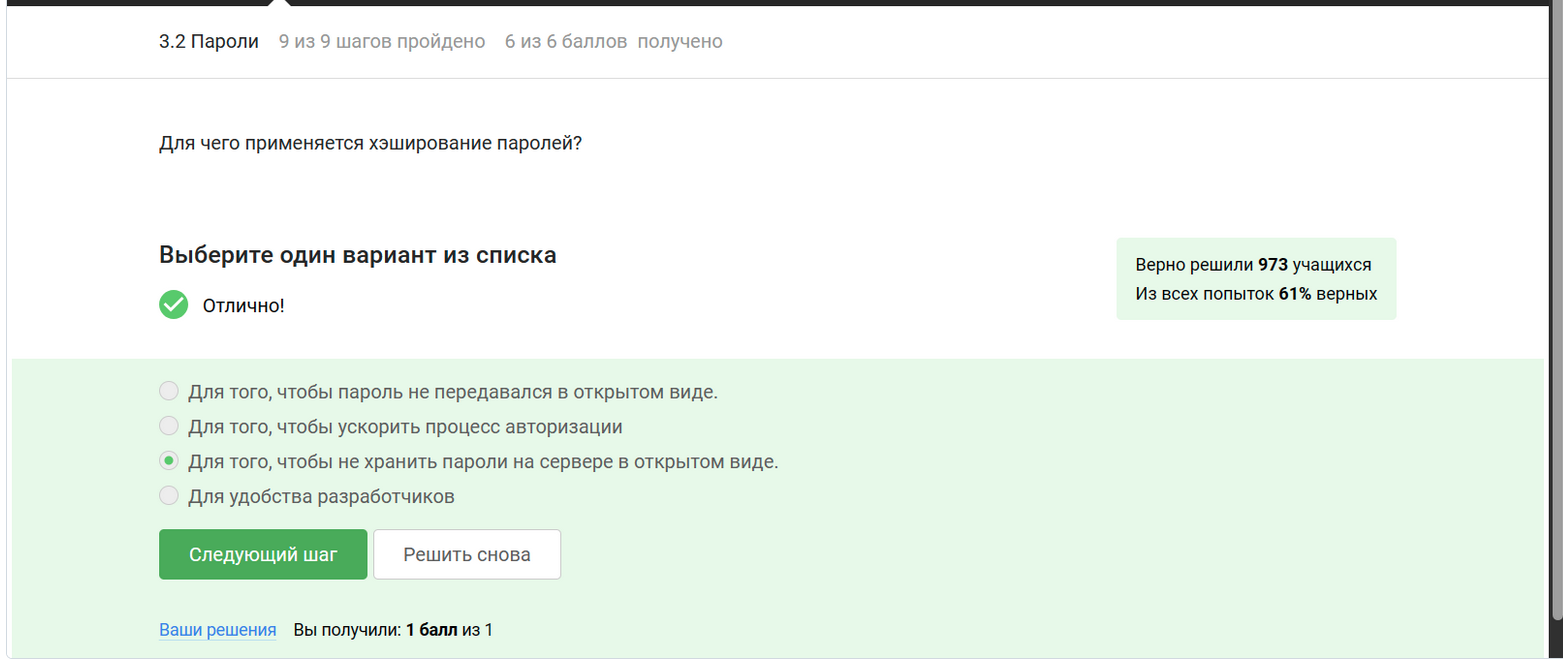 3.2 Пароли 9 из 9 шагов пройдено 6 из 6 баллов получено
Для чего применяется хэширование паролей?
Выберите один вариант из списка
Отлично!
Верно решили 973 учащихся
Из всех попыток 61% верных
Для того, чтобы пароль не передавался в открытом виде.
Для того, чтобы ускорить процесс авторизации
Для того, чтобы не хранить пароли на сервере в открытом виде.
Для удобства разработчиков
Следующий шаг Решить снова
Ваши решения Вы получили: 1 балл из 1